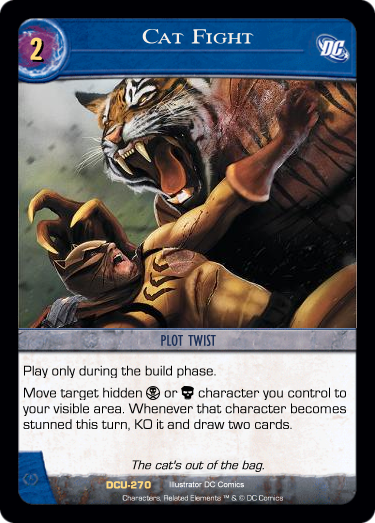 2
CAT FIGHT
DC
PLOT TWIST
Play only during the build phase.
Move target hidden or character you control to
your visible area. Whenever that character becomes
stunned this turn, KO it and draw two cards.
The cat's out of the bag.
DCU-270 Illustrator DC Comics
Characters, Related Elements ™ & © DC Comics